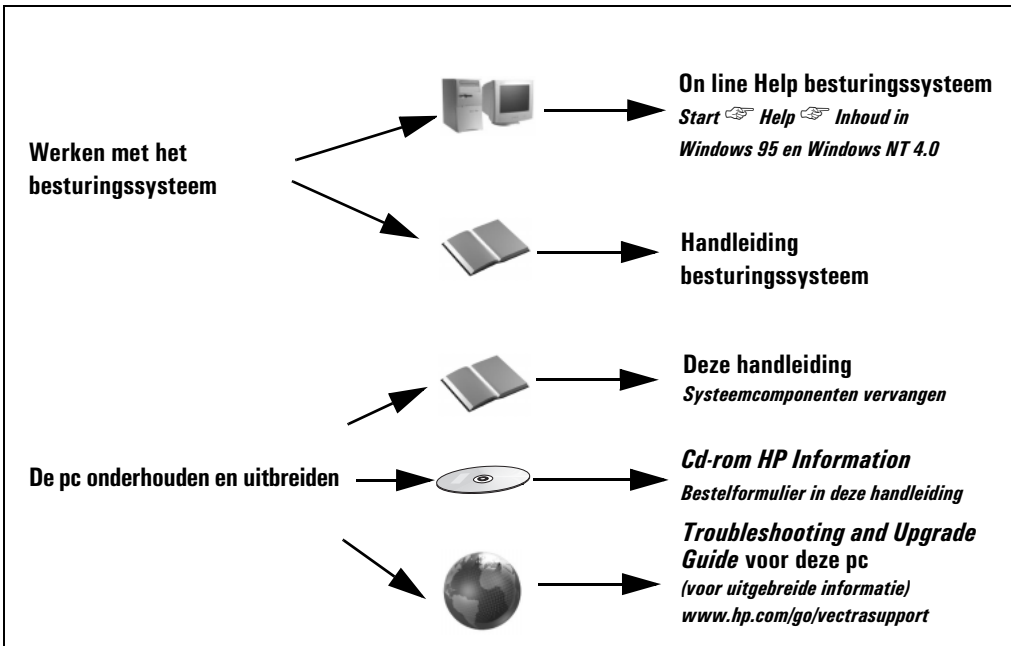 Werken met het
besturingssysteem
On line Help besturingssysteem
Start ☞ Help ☞ Inhoud in
Windows 95 en Windows NT 4.0
Handleiding
besturingssysteem
De pc onderhouden en uitbreiden
Deze handleiding
Systeemcomponenten vervangen
Cd-rom HP Information
Bestelformulier in deze handleiding
Troubleshooting and Upgrade
Guide voor deze pc
(voor uitgebreide informatie)
www.hp.com/go/vectrasupport